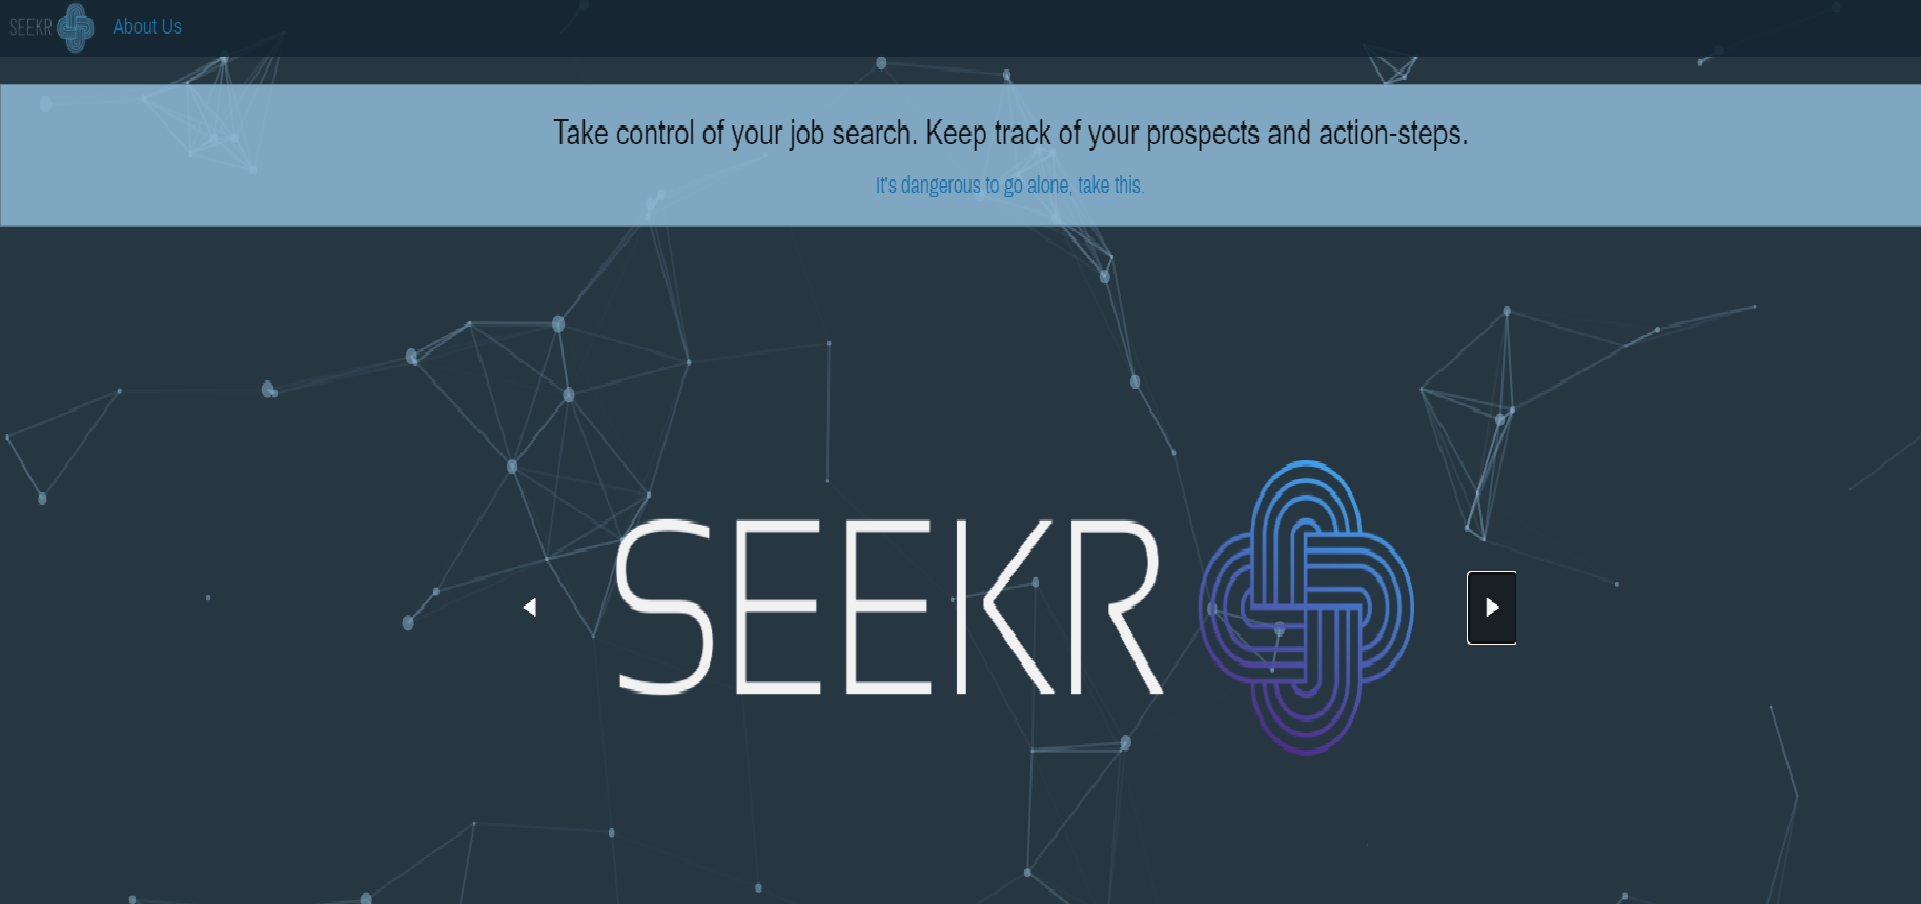 SEEKR
About Us
Take control of your job search. Keep track of your prospects and action-steps.
It's dangerous to go alone, take this.
SEEKR